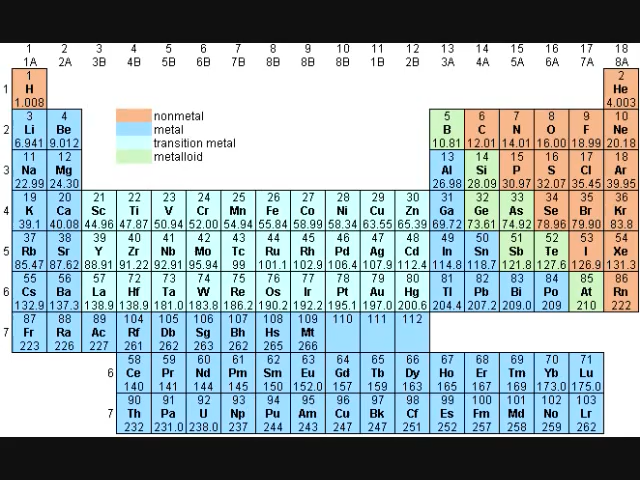 1 2 3 4 5 6 7 8 9 10 11 12 13 14 15 16 17 18
1A 2A 3B 4B 5B 6B 7B 8B 8B 8B 1B 2B 3A 4A 5A 6A 7A 8A
1 2
1 H He
1.008 4.003
nonmetal
metal
transition metal
metalloid
3 4 5 6 7 8 9 10
2 Li Be B C N O F Ne
6.941 9.012 10.81 12.01 14.01 16.00 18.99 20.18
11 12 13 14 15 16 17 18
3 Na Mg Al Si P S Cl Ar
22.99 24.30 26.98 28.09 30.97 32.07 35.45 39.95
19 20 21 22 23 24 25 26 27 28 29 30 31 32 33 34 35 36
4 K Ca Sc Ti V Cr Mn Fe Co Ni Cu Zn Ga Ge As Se Br Kr
39.1 40.08 44.96 47.87 50.94 52.00 54.94 55.84 58.99 58.34 63.55 65.39 69.72 73.61 74.92 78.96 79.90 83.8
37 38 39 40 41 42 43 44 45 46 47 48 49 50 51 52 53 54
5 Rb Sr Y Zr Nb Mo Tc Ru Rh Pd Ag Cd In Sn Sb Te I Xe
85.47 87.62 88.91 91.22 92.91 95.94 99 101.1 102.9 106.4 107.9 112.4 114.8 118.7 121.8 127.6 126.9 131.3
55 56 57 72 73 74 75 76 77 78 79 80 81 82 83 84 85 86
6 Cs Ba La Hf Ta W Re Os Ir Pt Au Hg Tl Pb Bi Po At Rn
132.9 137.3 138.9 138.9 181.0 183.8 186.2 190.2 192.2 195.1 197.0 200.6 204.4 207.2 209.0 209 210 222
87 88 89 104 105 106 107 108 109 110 111 112
7 Fr Ra Ac Rf Db Sg Bh Hs Mt
223 226 227 261 262 263 262 265 266
58 59 60 61 62 63 64 65 66 67 68 69 70 71
6 Ce Pr Nd Pm Sm Eu Gd Tb Dy Ho Er Tm Yb Lu
140 141 144 145 150 152.0 157 159 163 165 167 169 173.0 175.0
90 91 92 93 94 95 96 97 98 99 100 101 102 103
7 Th Pa U Np Pu Am Cu Bk Cf Es Fm Md No Lr
232 231.0 238.0 237 244 243 247 247 251 252 257 258 259 262